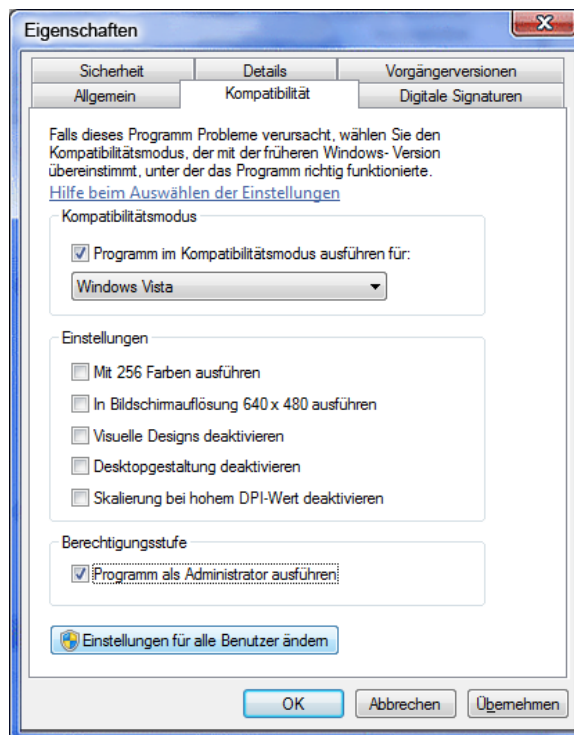 Eigenschaften
Sicherheit
Details
Vorgängerversionen
Allgemein
Kompatibilität
Digitale Signaturen
Falls dieses Programm Probleme verursacht, wählen Sie den
Kompatibilitätsmodus, der mit der früheren Windows- Version
übereinstimmt, unter der das Programm richtig funktionierte.
Hilfe beim Auswählen der Einstellungen
Kompatibilitätsmodus
Programm im Kompatibilitätsmodus ausführen für:
Windows Vista
Einstellungen
Mit 256 Farben ausführen
In Bildschirmauflösung 640 x 480 ausführen
Visuelle Designs deaktivieren
Desktopgestaltung deaktivieren
Skalierung bei hohem DPI-Wert deaktivieren
Berechtigungsstufe
Programm als Administrator ausführen
Einstellungen für alle Benutzer ändern
OK
Abbrechen
Übernehmen